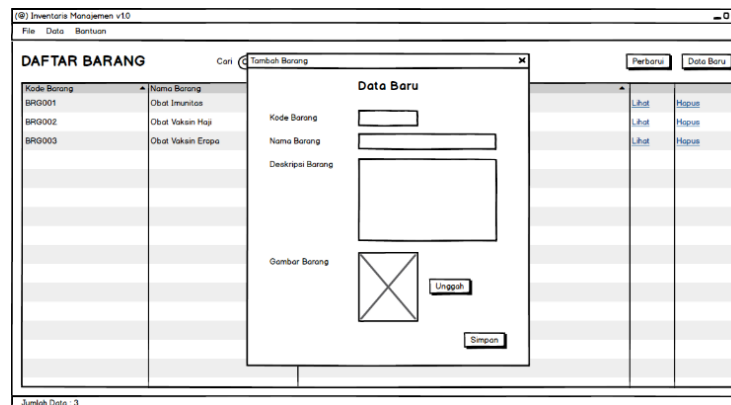 (@) Inventaris Manajemen v1.0
File Data Bantuan
DAFTAR BARANG
Cari
Perbarui
Data Baru
Tambah Barang
Kode Barang
Nama Barang
BRG001
Obat Imunitas
Lihat
Hapus
BRG002
Obat Vaksin Haji
Lihat
Hapus
BRG003
Obat Vaksin Eropa
Lihat
Hapus
Data Baru
Kode Barang
Nama Barang
Deskripsi Barang
Gambar Barang
Unggah
Simpan
Jumlah Data : 3